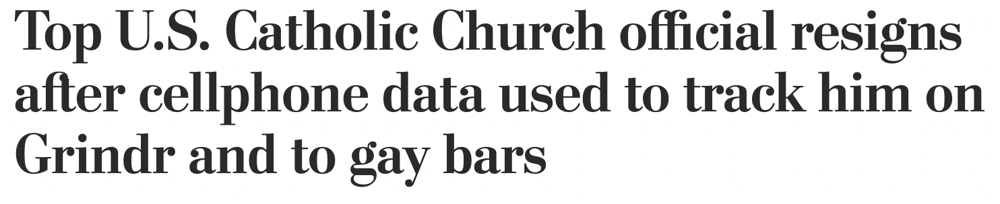 Top U.S. Catholic Church official resigns
after cellphone data used to track him on
Grindr and to gay bars